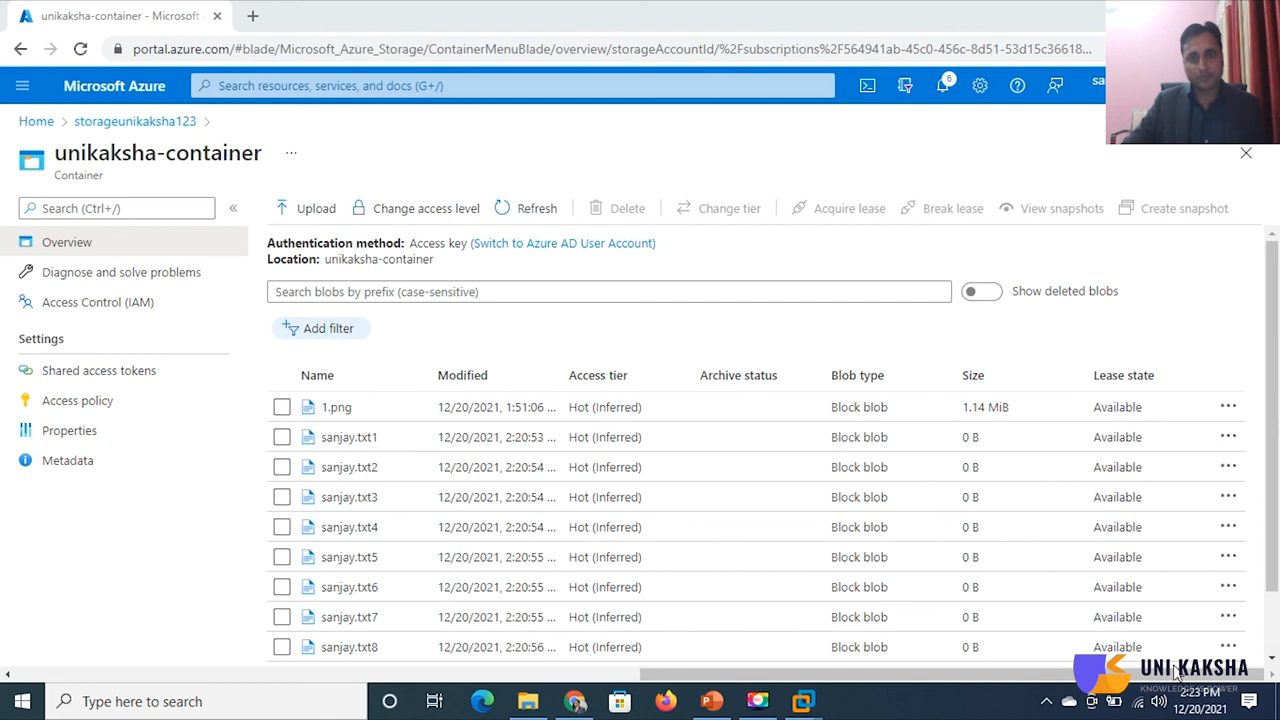 unikaksha-container - Microsoft
portal.azure.com/#blade/Microsoft_Azure_Storage/ContainerMenuBlade/overview/storageAccountId/%2Fsubscriptions%2F564941ab-45c0-456c-8d51-53d15c36618...
Microsoft Azure
Search resources, services, and docs (G+/)
6
sa
Home > storageunikaksha123 >
unikaksha-container ...
Container
Search (Ctrl+/) «
Upload Change access level Refresh Delete Change tier Acquire lease Break lease View snapshots Create snapshot
Overview
Diagnose and solve problems
Access Control (IAM)
Settings
Shared access tokens
Access policy
Properties
Metadata
Authentication method: Access key (Switch to Azure AD User Account)
Location: unikaksha-container
Search blobs by prefix (case-sensitive) Show deleted blobs
Add filter
Name Modified Access tier Archive status Blob type Size Lease state
1.png 12/20/2021, 1:51:06 ... Hot (Inferred) Block blob 1.14 MiB Available ...
sanjay.txt1 12/20/2021, 2:20:53 ... Hot (Inferred) Block blob 0 B Available ...
sanjay.txt2 12/20/2021, 2:20:54 ... Hot (Inferred) Block blob 0 B Available ...
sanjay.txt3 12/20/2021, 2:20:54 ... Hot (Inferred) Block blob 0 B Available ...
sanjay.txt4 12/20/2021, 2:20:54 ... Hot (Inferred) Block blob 0 B Available ...
sanjay.txt5 12/20/2021, 2:20:55 ... Hot (Inferred) Block blob 0 B Available ...
sanjay.txt6 12/20/2021, 2:20:55 ... Hot (Inferred) Block blob 0 B Available ...
sanjay.txt7 12/20/2021, 2:20:55 ... Hot (Inferred) Block blob 0 B Available ...
sanjay.txt8 12/20/2021, 2:20:56 ... Hot (Inferred) Block blob 0 B Available ...
UNI KAKSHA
KNOWLEDGE POWER
Type here to search
2:23 PM
12/20/2021